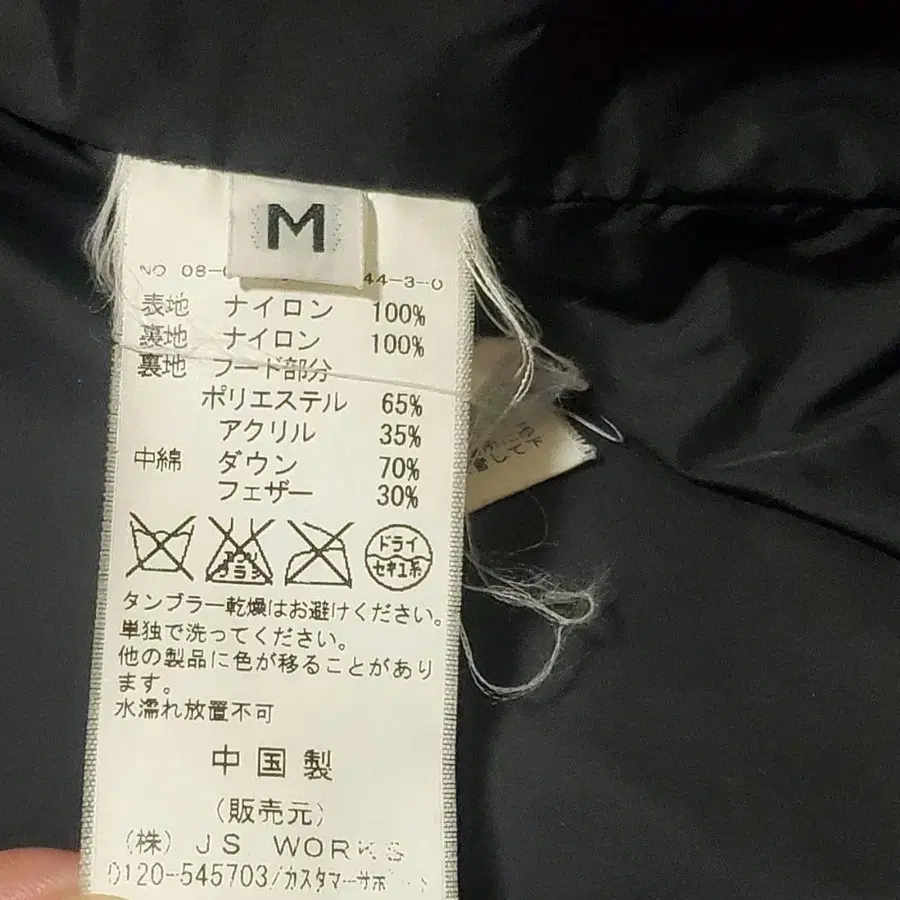 M
NO 08- 44-3-0
表地 ナイロン 100%
裏地 ナイロン 100%
裏地 フード部分
ポリエステル 65%
アクリル 35%
中綿 ダウン 70%
フェザー 30%
エンソ サラシ
ドライ
セキユ系
タンブラー乾燥はお避けください。
単独で洗ってください。
他の製品に色が移ることがあり
ます。
水濡れ放置不可
中国製
(販売元)
(株) JS WORKS
0120-545703/カスタマーサポ